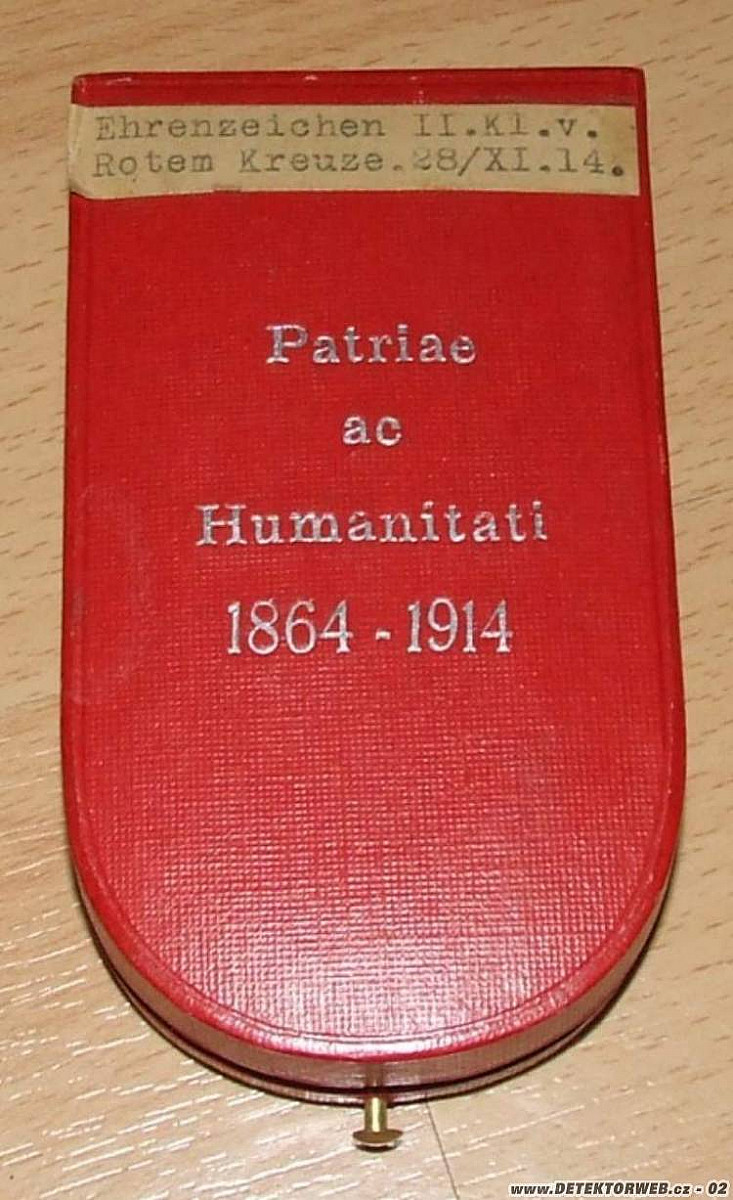 Ehrenzeichen II.Kl.v.
Rotem Kreuze.28/XI.14.
Patriae
ac
Humanitati
1864 - 1914
www.DETEKTORWEB.cz - 02